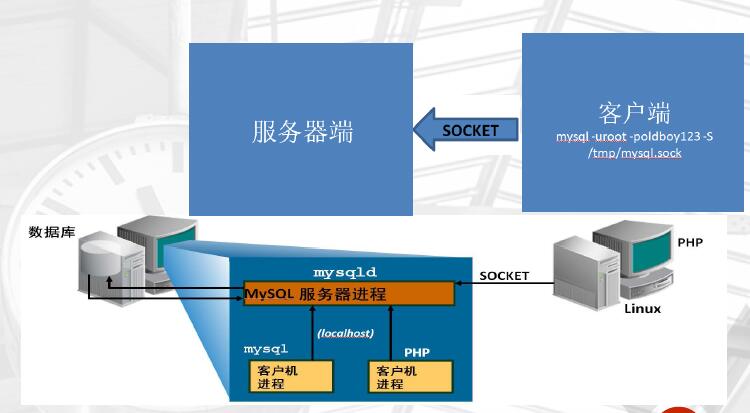 服务器端
SOCKET
客户端
mysql -uroot -poldboy123 -S
/tmp/mysql.sock
数据库
mysqld
MySQL 服务器进程
SOCKET
PHP
Linux
(localhost)
mysql
PHP
客户机
进程
客户机
进程